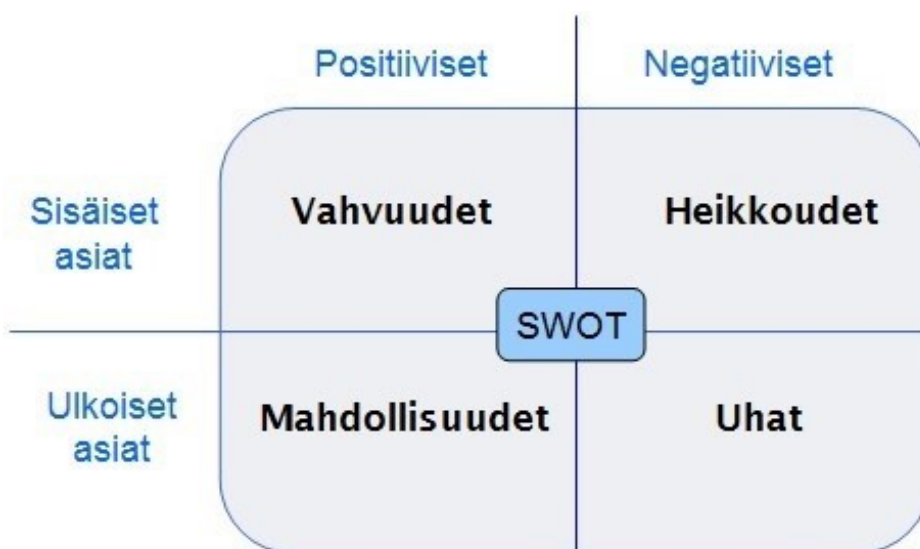 Positiiviset
Negatiiviset
Sisäiset
asiat
Vahvuudet
Heikkoudet
SWOT
Ulkoiset
asiat
Mahdollisuudet
Uhat